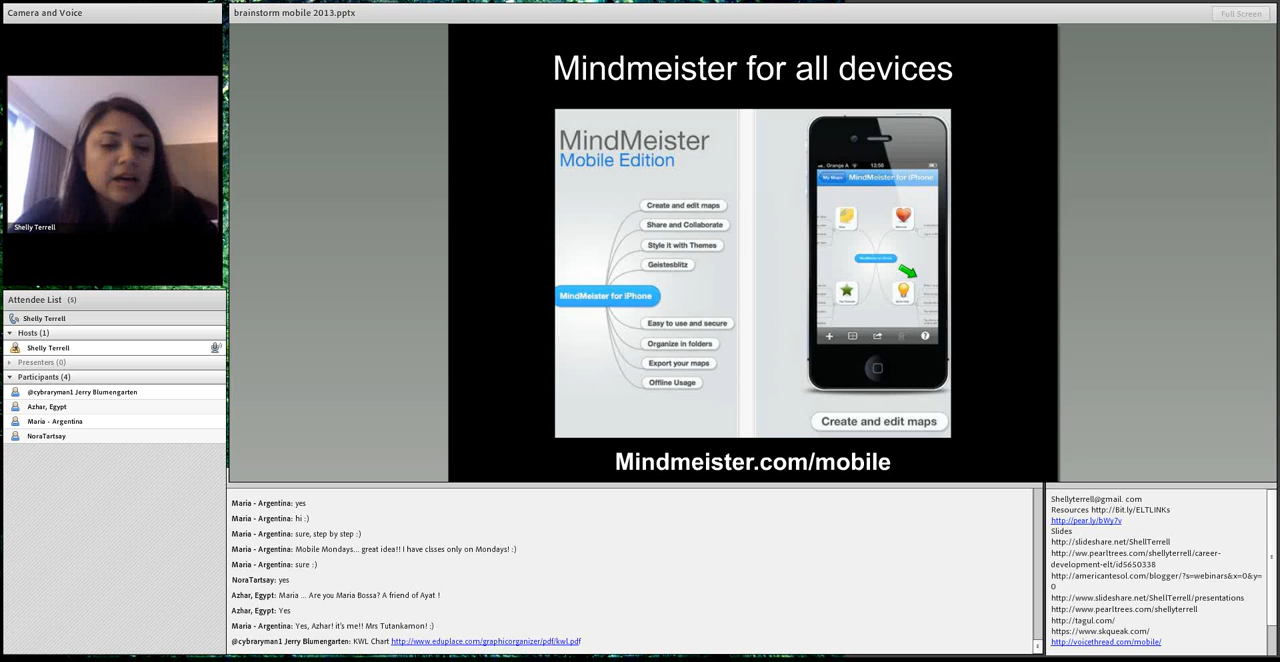 Camera and Voice
Shelly Terrell
Attendee List (5)
Shelly Terrell
Hosts (1)
Shelly Terrell
Presenters (0)
Participants (4)
@cybraryman1 Jerry Blumengarten
Azhar, Egypt
Maria - Argentina
NoraTartsay
brainstorm mobile 2013.pptx
Full Screen
Mindmeister for all devices
MindMeister
Mobile Edition
Create and edit maps
Share and Collaborate
Style it with Themes
Geistesblitz
MindMeister for iPhone
Easy to use and secure
Organize in folders
Export your maps
Offline Usage
Orange A 12:56
My Maps MindMeister for iPhone
Create and edit maps
Mindmeister.com/mobile
Maria - Argentina: yes
Maria - Argentina: hi :)
Maria - Argentina: sure, step by step :)
Maria - Argentina: Mobile Mondays... great idea!! I have clsses only on Mondays! :)
Maria - Argentina: sure :)
NoraTartsay: yes
Azhar, Egypt: Maria ... Are you Maria Bossa? A friend of Ayat !
Azhar, Egypt: Yes
Maria - Argentina: Yes, Azhar! it's me!! Mrs Tutankamon! :)
@cybraryman1 Jerry Blumengarten: KWL Chart http://www.eduplace.com/graphicorganizer/pdf/kwl.pdf
Shellyterrell@gmail. com
Resources http://Bit.ly/ELTLINKs
http://pear.ly/bWy7v
Slides
http://slideshare.net/ShellTerrell
http://ww.pearltrees.com/shellyterrell/career-
development-elt/id5650338
http://americantesol.com/blogger/?s=webinars&x=0&y=
0
http://www.slideshare.net/ShellTerrell/presentations
http://www.pearltrees.com/shellyterrell
http://tagul.com/
https://www.skqueak.com/
http://voicethread.com/mobile/